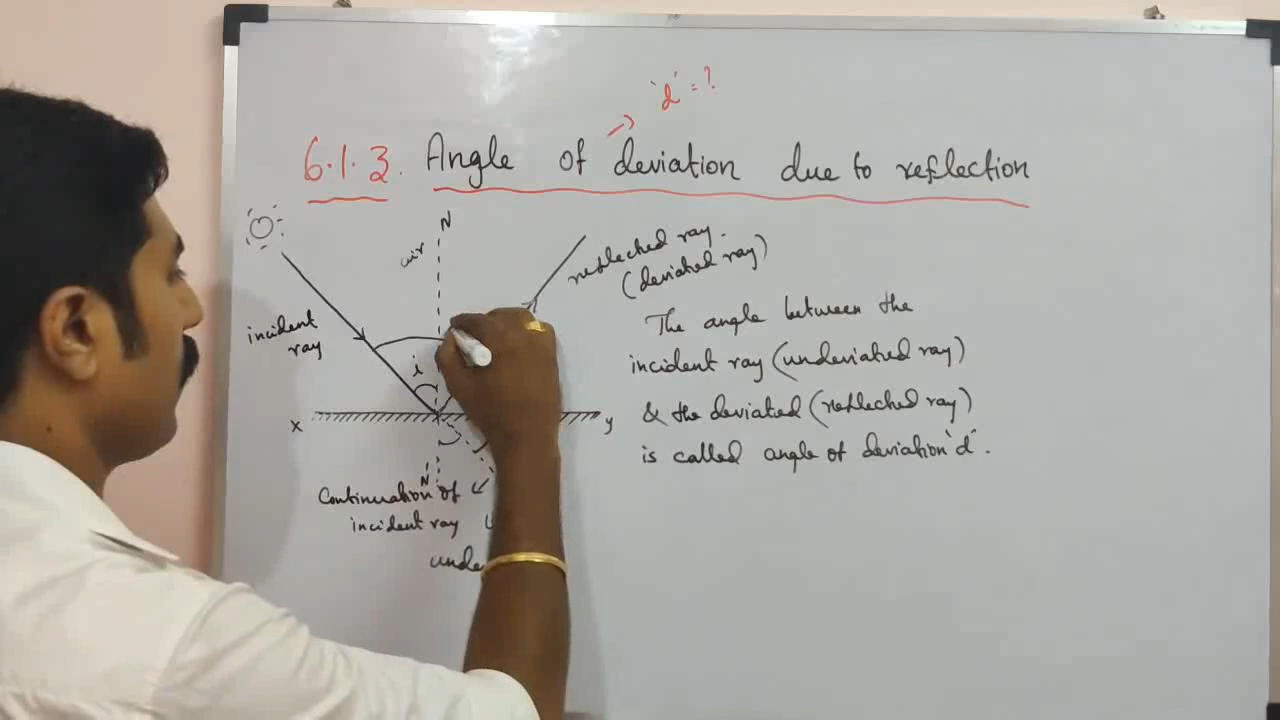 'd' = ?
6.1.3. Angle of deviation due to reflection
N
air
reflected ray.
(deviated ray)
incident
ray
i
The angle between the
incident ray (undeviated ray)
& the deviated (reflected ray)
is called angle of deviation "d".
x
y
N'
Continuation of
incident ray
unde